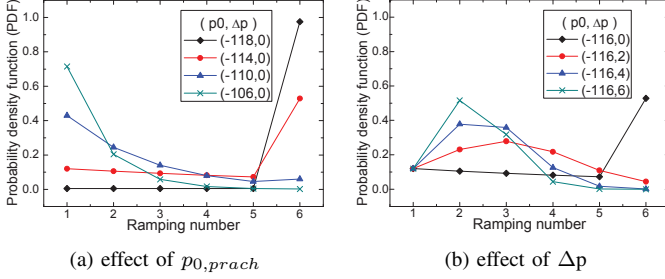 ( p0, Δp)
(-118,0)
(-114,0)
(-110,0)
(-106,0)
Probability density function (PDF)
1.0
0.8
0.6
0.4
0.2
0.0
1 2 3 4 5 6
Ramping number
(a) effect of p0,prach
( p0, Δp)
(-116,0)
(-116,2)
(-116,4)
(-116,6)
Probability density function (PDF)
1.0
0.8
0.6
0.4
0.2
0.0
1 2 3 4 5 6
Ramping number
(b) effect of Δp